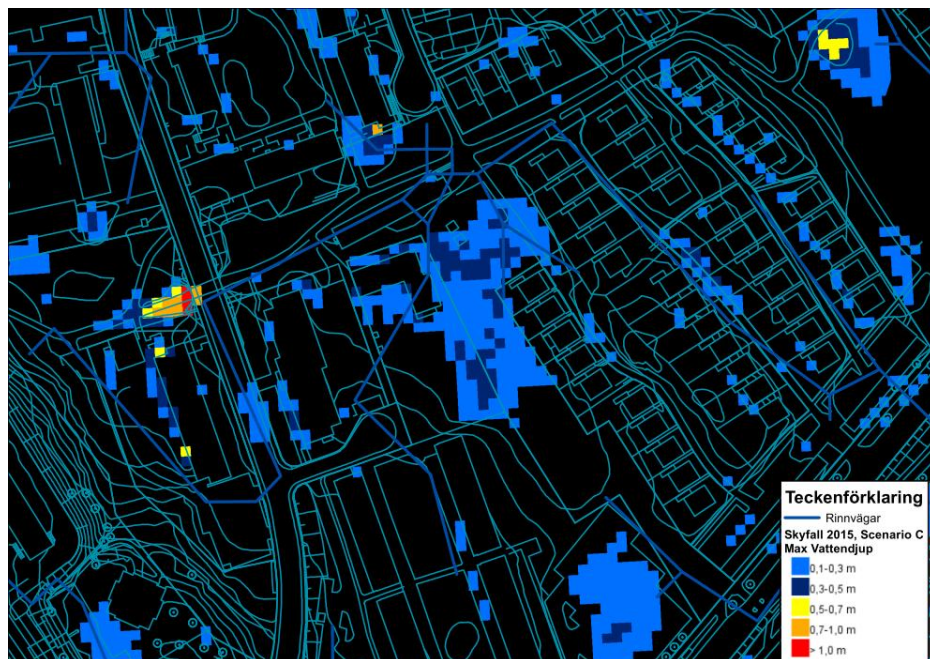 Teckenförklaring
Rinnvägar
Skyfall 2015, Scenario C
Max Vattendjup
0,1-0,3 m
0,3-0,5 m
0,5-0,7 m
0,7-1,0 m
> 1,0 m